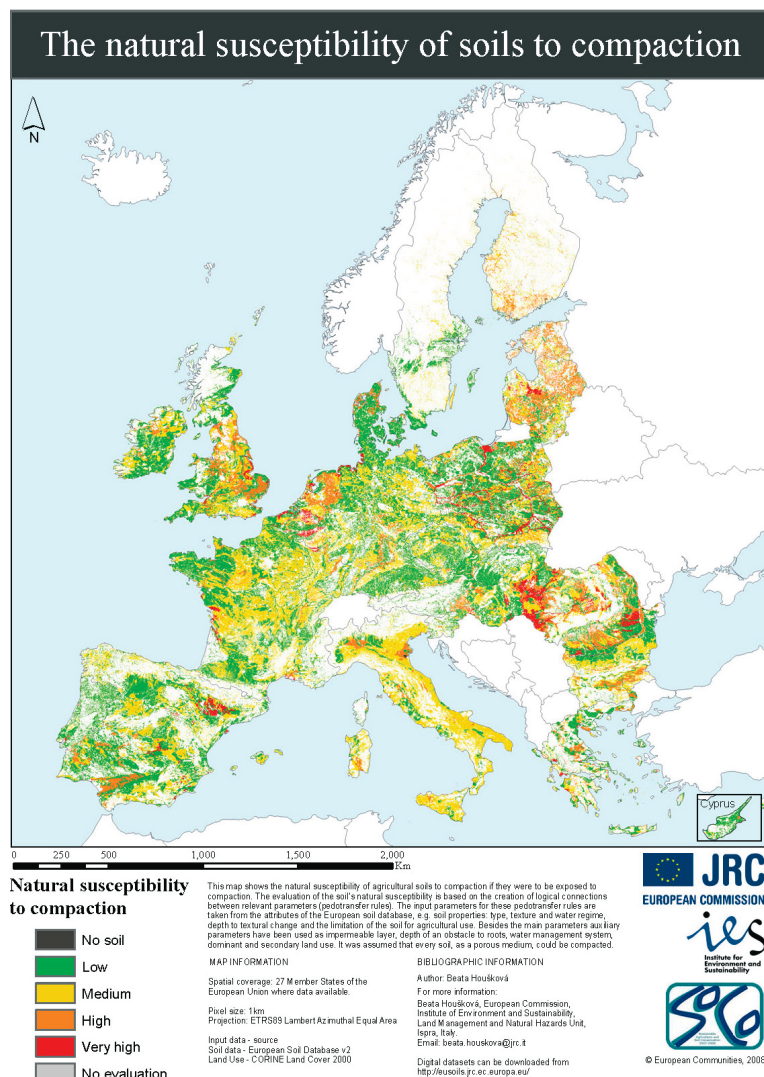 The natural susceptibility of soils to compaction
N
Cyprus
0 250 500 1,000 1,500 2,000
Km
Natural susceptibility
to compaction
No soil
Low
Medium
High
Very high
No evaluation
This map shows the natural susceptibility of agricultural soils to compaction if they were to be exposed to
compaction. The evaluation of the soil's natural susceptibility is based on the creation of logical connections
between relevant parameters (pedotransfer rules). The input parameters for these pedotransfer rules are
taken from the attributes of the European soil database, e.g. soil properties: type, texture and water regime,
depth to textural change and the limitation of the soil for agricultural use. Besides the main parameters auxiliary
parameters have been used as impermeable layer, depth of an obstacle to roots, water management system,
dominant and secondary land use. It was assumed that every soil, as a porous medium, could be compacted.
MAP INFORMATION
Spatial coverage: 27 Member States of the
European Union where data available.
Pixel size: 1km
Projection: ETRS89 Lambert Azimuthal Equal Area
Input data - source
Soil data - European Soil Database v2
Land Use - CORINE Land Cover 2000
BIBLIOGRAPHIC INFORMATION
Author: Beata Houšková
For more information:
Beata Houšková, European Commission,
Institute of Environment and Sustainability,
Land Management and Natural Hazards Unit,
Ispra, Italy.
Email: beata.houskova@jrc.it
Digital datasets can be downloaded from
http://eusoils.jrc.ec.europa.eu/
JRC
EUROPEAN COMMISSION
ies
Institute for
Environment and
Sustainability
SoCo
© European Communities, 2008